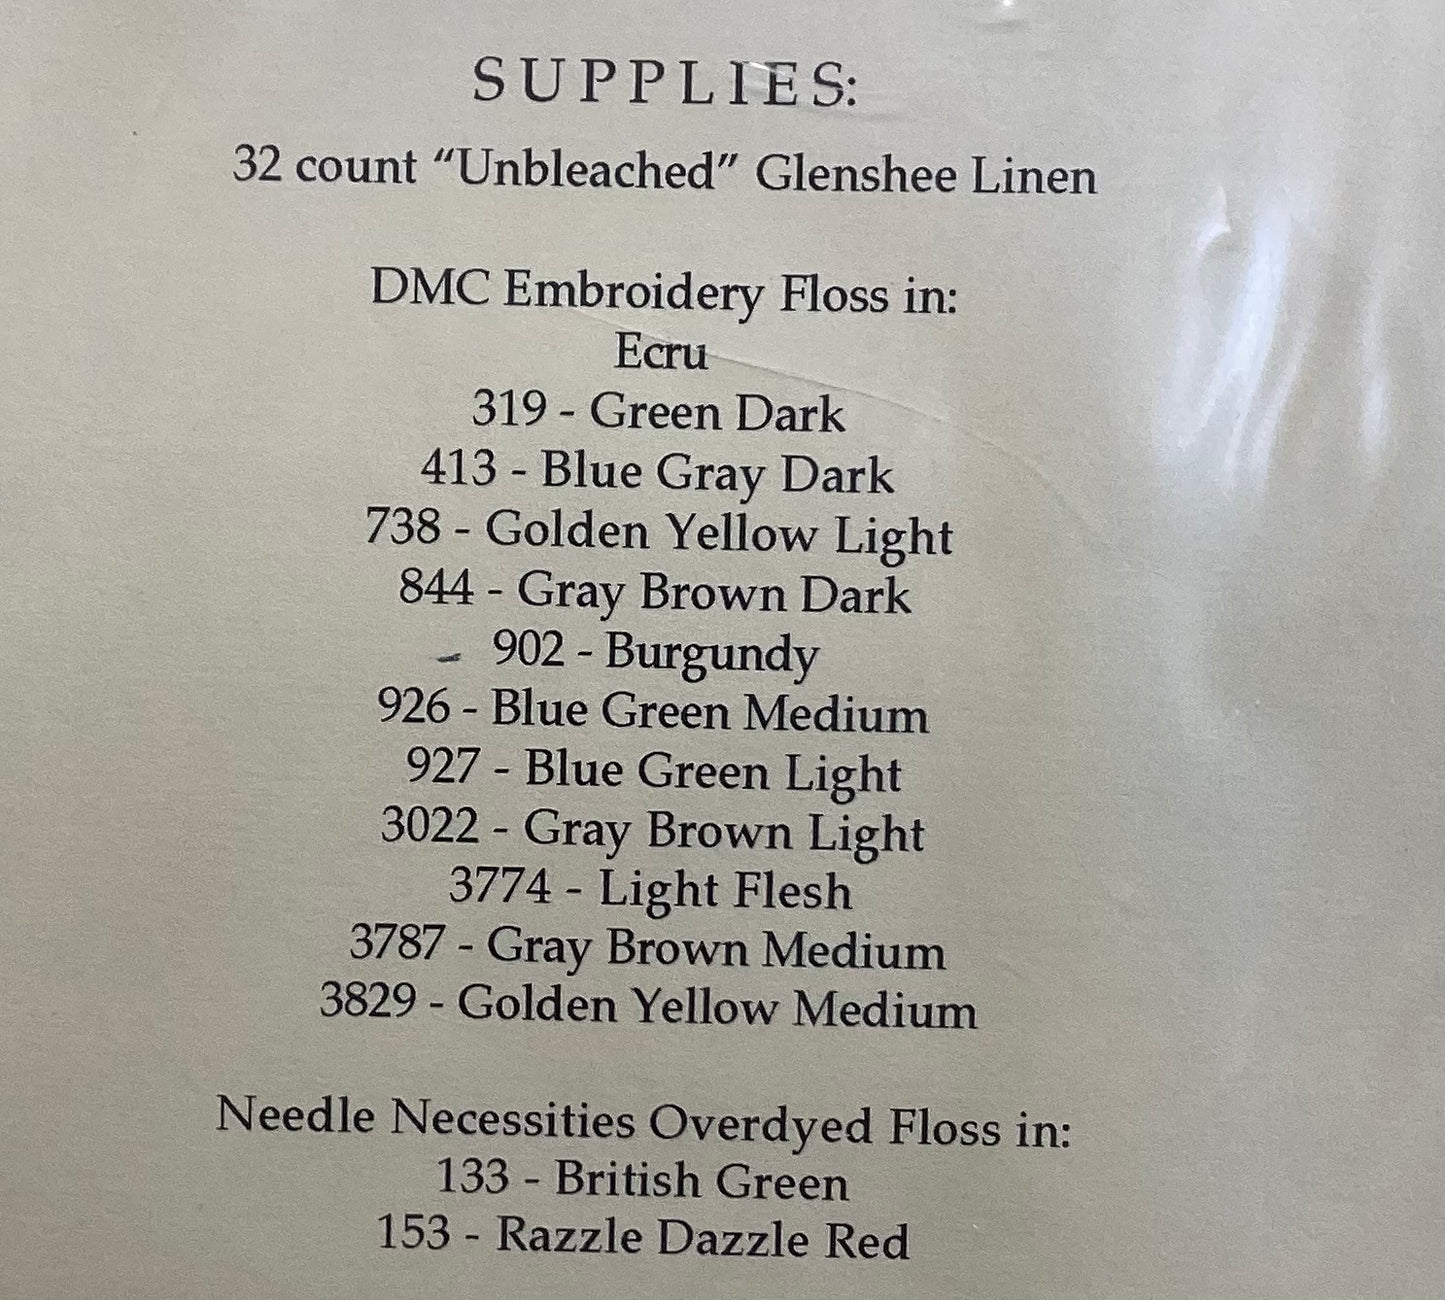 SUPPLIES:
32 count “Unbleached” Glenshee Linen
DMC Embroidery Floss in:
Ecru
319 - Green Dark
413 - Blue Gray Dark
738 - Golden Yellow Light
844 - Gray Brown Dark
902 - Burgundy
926 - Blue Green Medium
927 - Blue Green Light
3022 - Gray Brown Light
3774 - Light Flesh
3787 - Gray Brown Medium
3829 - Golden Yellow Medium
Needle Necessities Overdyed Floss in:
133 - British Green
153 - Razzle Dazzle Red